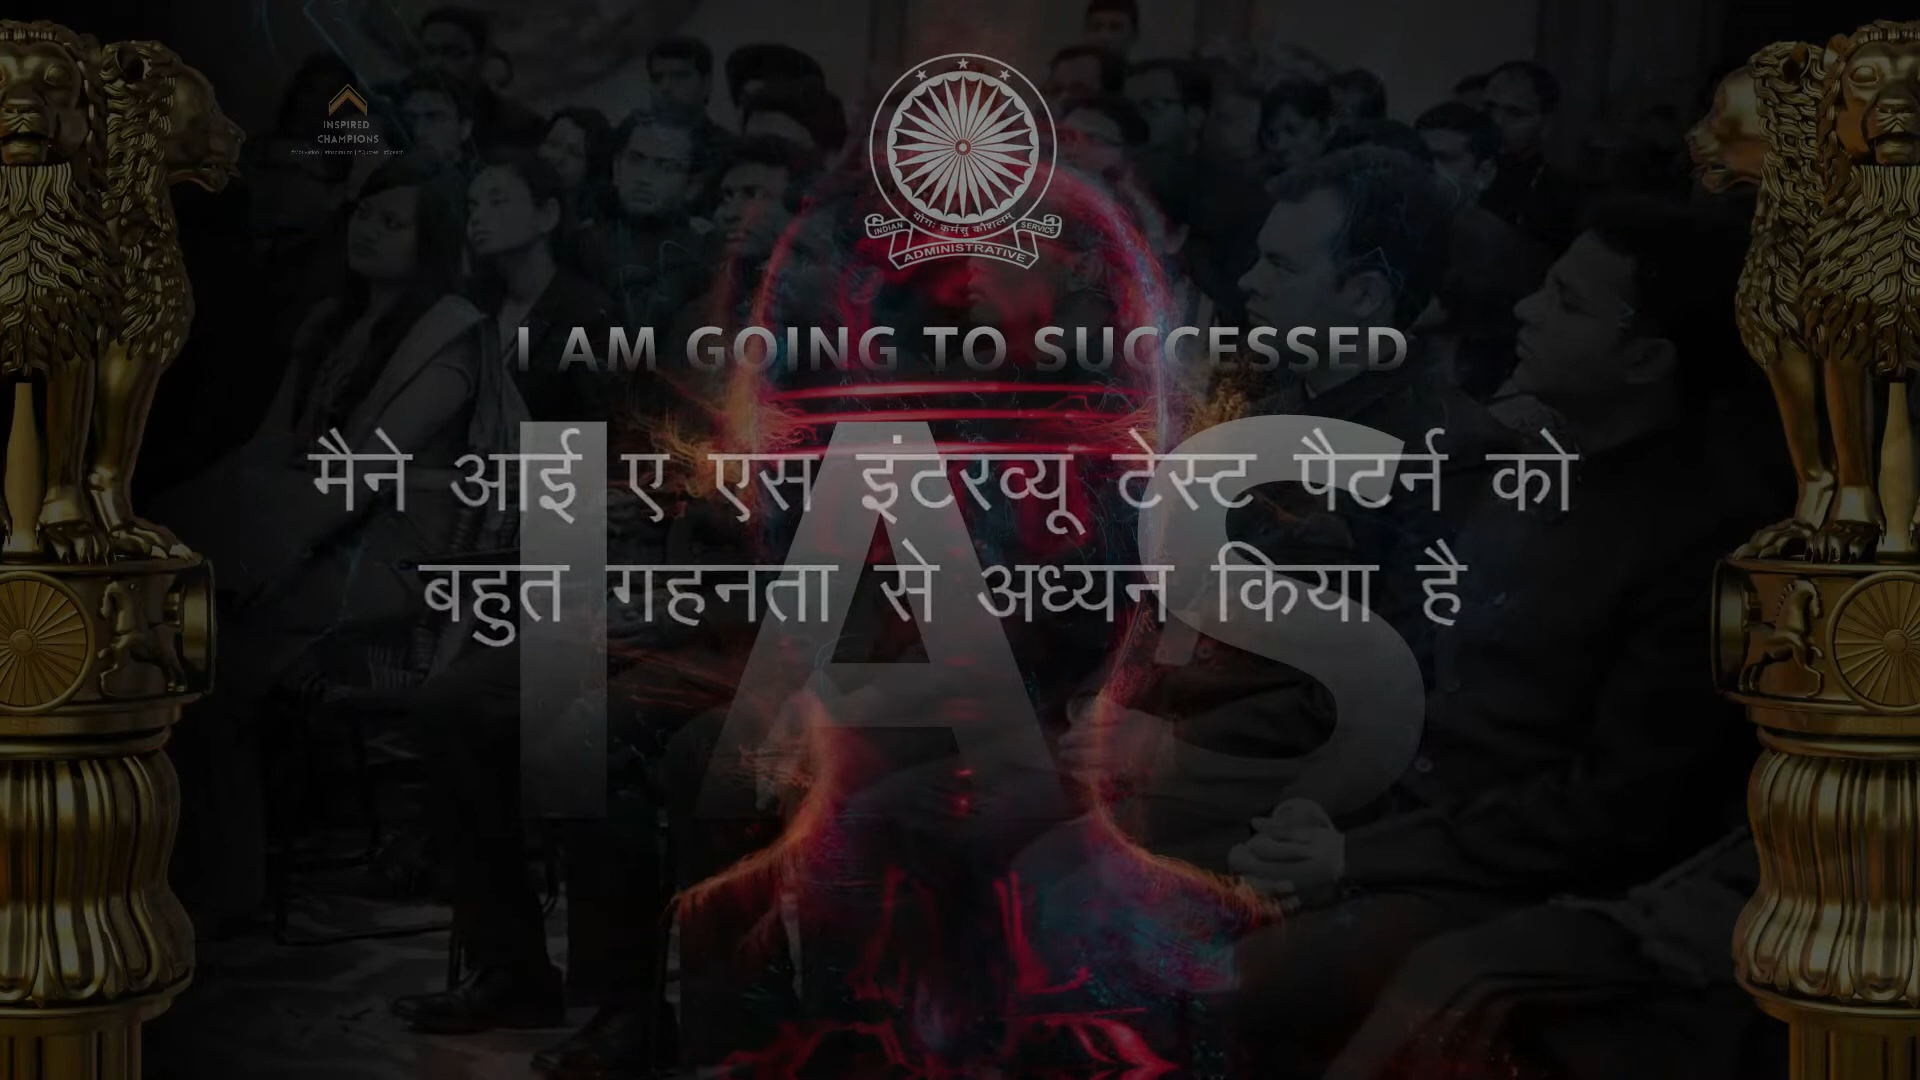 INSPIRED
CHAMPIONS
योगः कर्मसु कौशलम्
INDIAN ADMINISTRATIVE SERVICE
I AM GOING TO SUCCESSED
IAS
मैने आई ए एस इंटरव्यू टेस्ट पैटर्न को
बहुत गहनता से अध्यन किया है